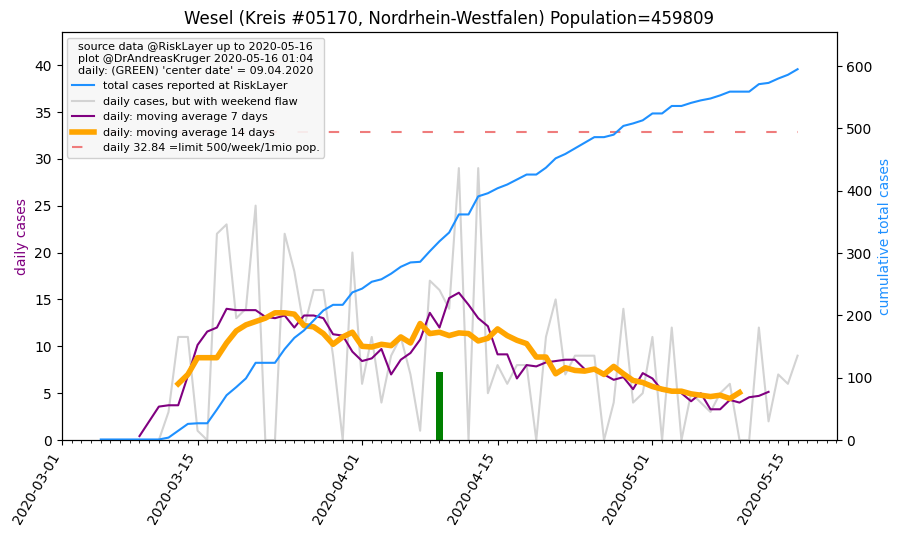 Wesel (Kreis #05170, Nordrhein-Westfalen) Population=459809
source data @RiskLayer up to 2020-05-16
plot @DrAndreasKruger 2020-05-16 01:04
daily: (GREEN) 'center date' = 09.04.2020
total cases reported at RiskLayer
daily cases, but with weekend flaw
daily: moving average 7 days
daily: moving average 14 days
daily 32.84 =limit 500/week/1mio pop.
daily cases
40
35
30
25
20
15
10
5
0
cumulative total cases
600
500
400
300
200
100
0
2020-03-01
2020-03-15
2020-04-01
2020-04-15
2020-05-01
2020-05-15